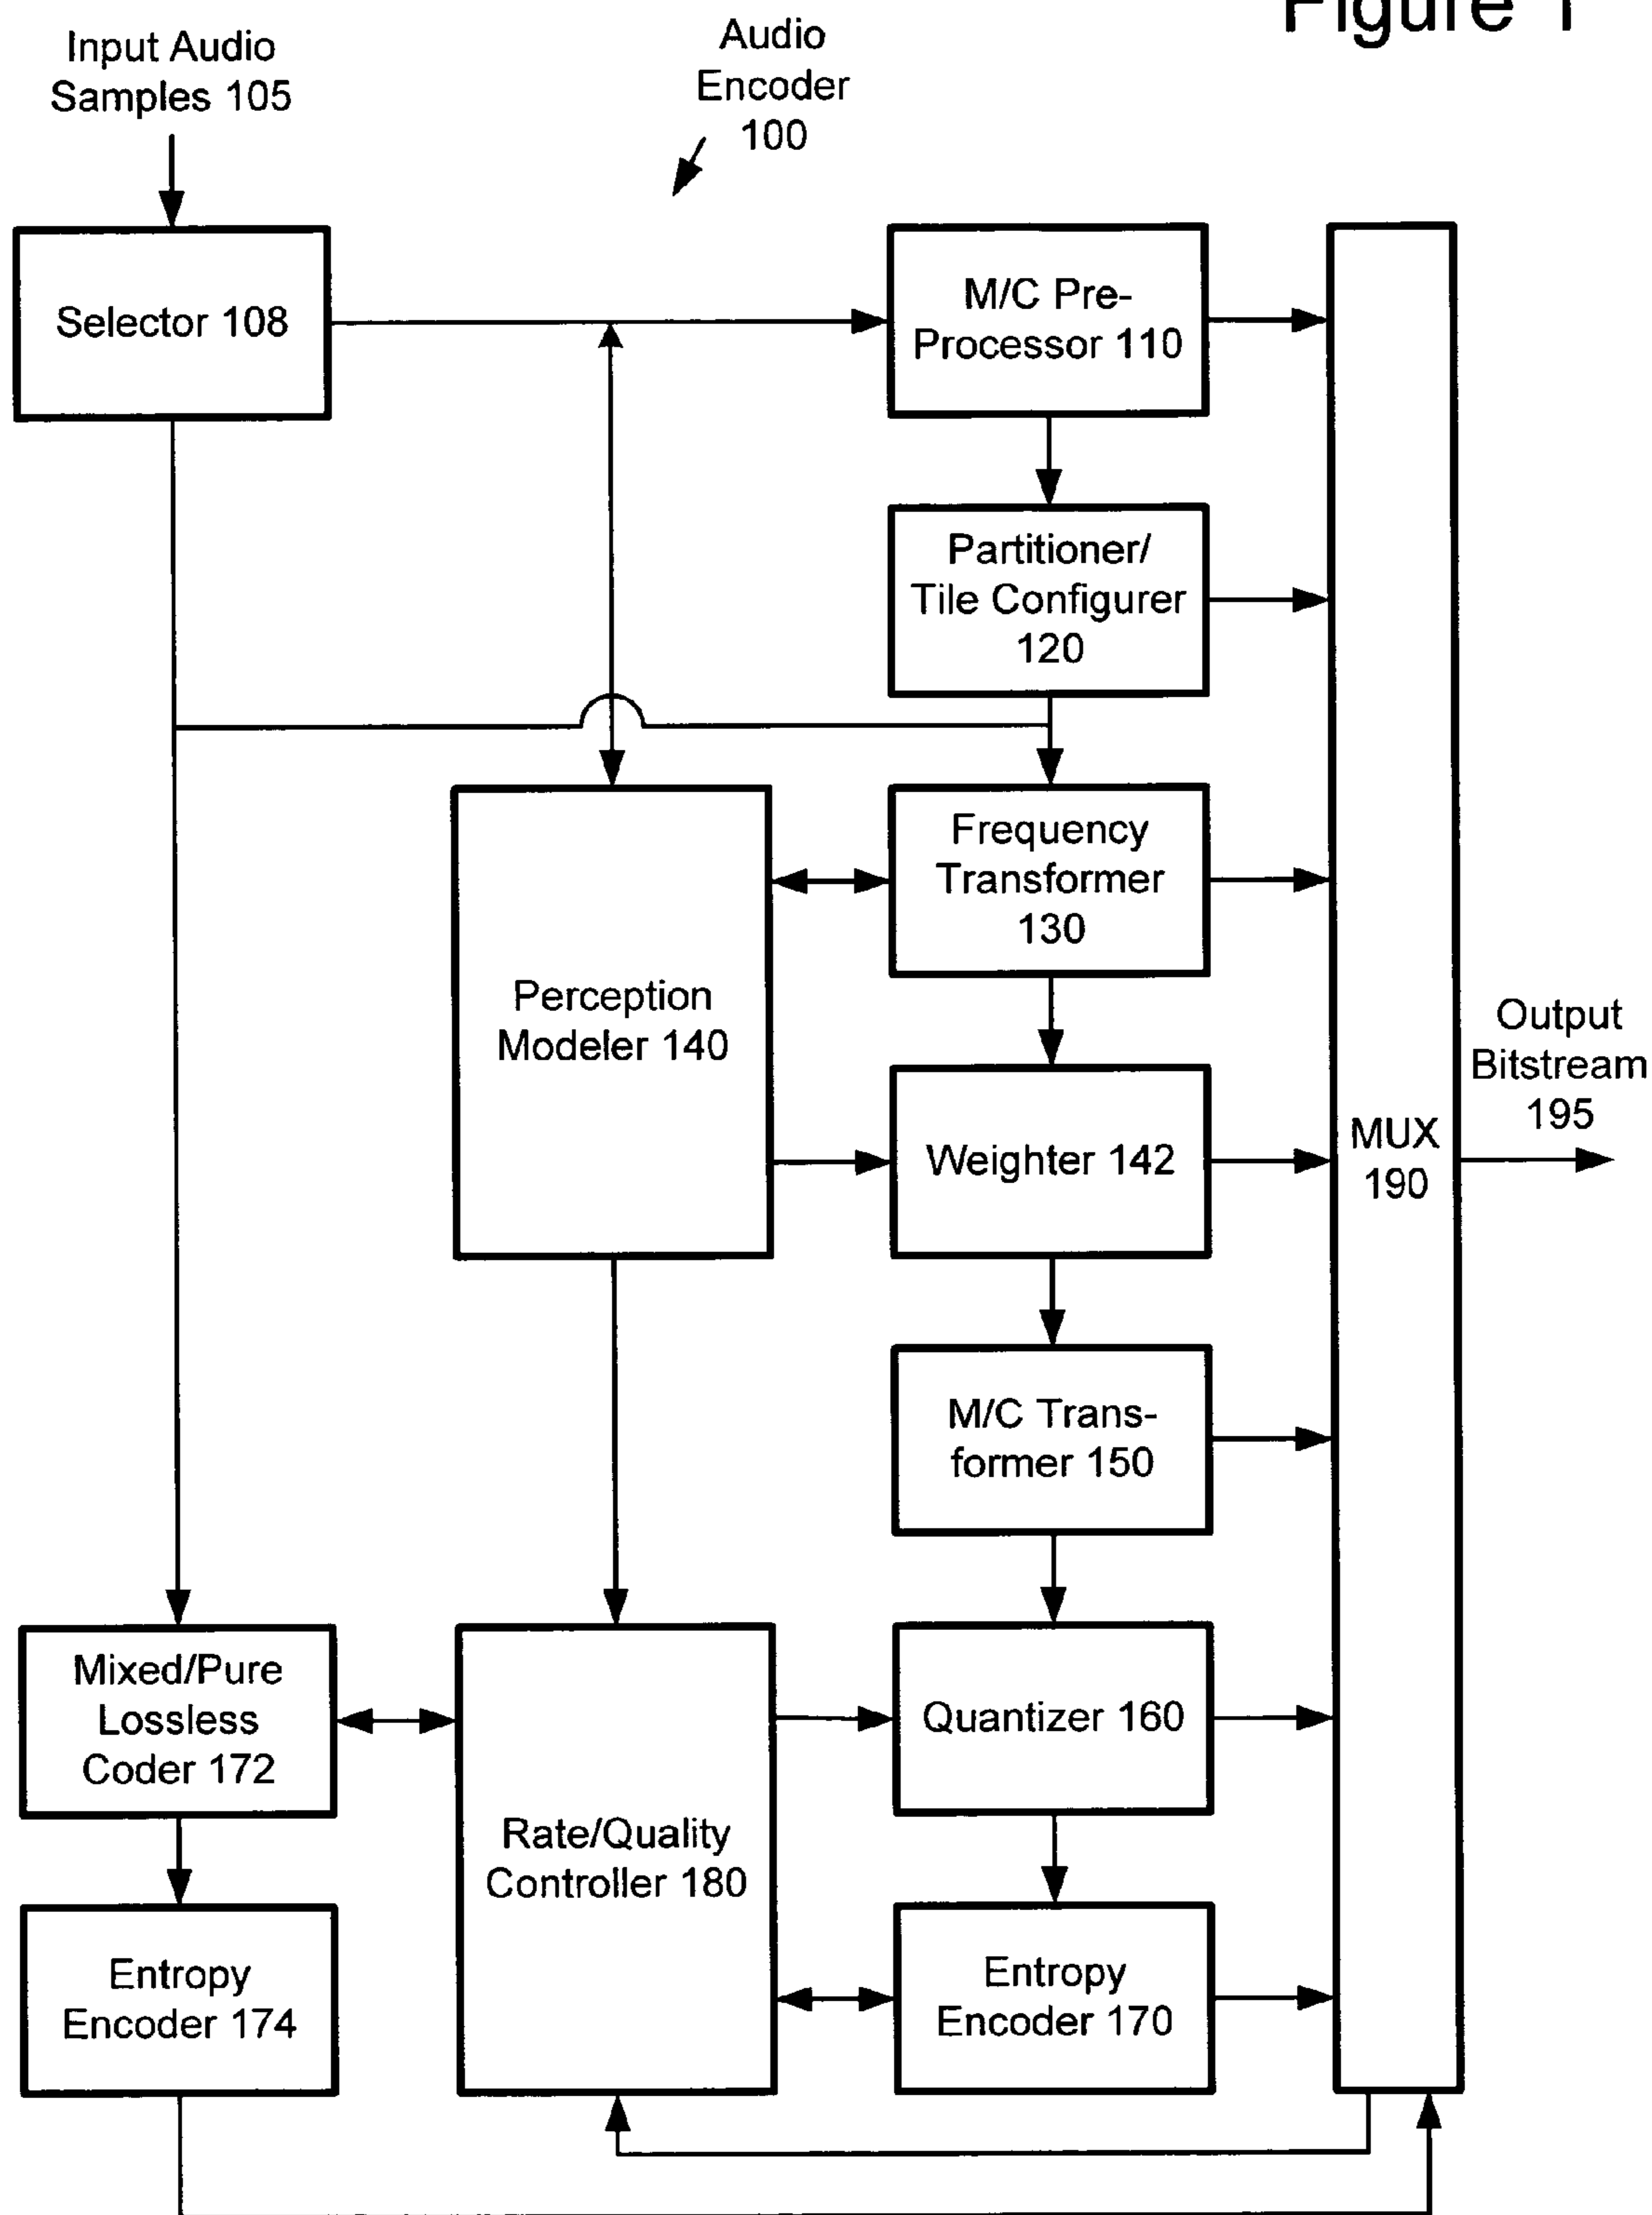 Figure 1
Input Audio
Samples 105
Audio
Encoder
100
Selector 108
M/C Pre-
Processor 110
Partitioner/
Tile Configurer
120
Frequency
Transformer
130
Perception
Modeler 140
Weighter 142
MUX
190
Output
Bitstream
195
M/C Trans-
former 150
Mixed/Pure
Lossless
Coder 172
Rate/Quality
Controller 180
Quantizer 160
Entropy
Encoder 174
Entropy
Encoder 170